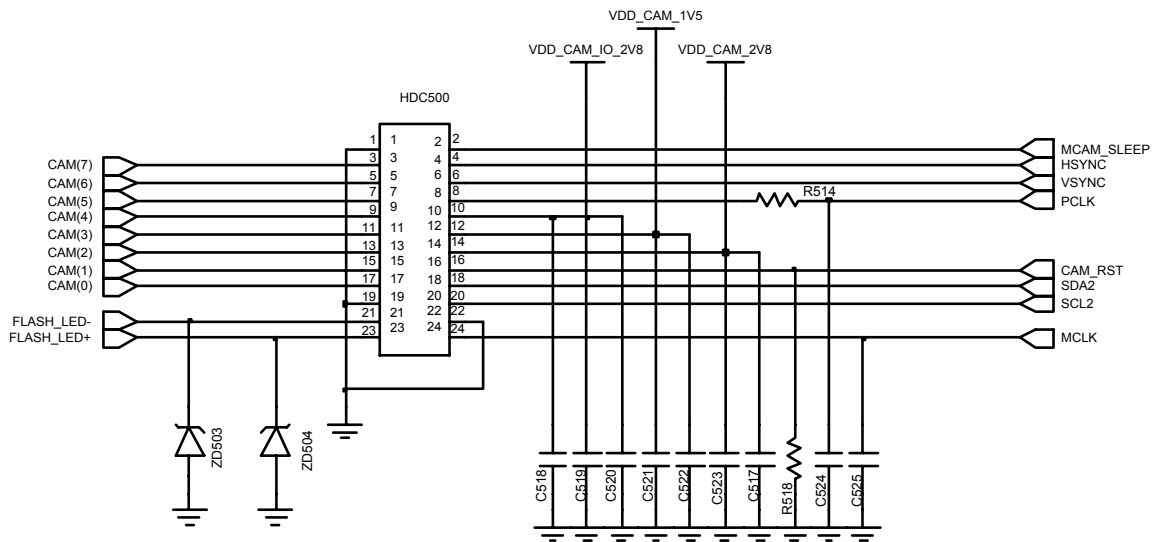 VDD_CAM_1V5
VDD_CAM_IO_2V8
VDD_CAM_2V8
HDC500
1 1 2 2
3 3 4 4
5 5 6 6
7 7 8 8
9 9 10 10
11 11 12 12
13 13 14 14
15 15 16 16
17 17 18 18
19 19 20 20
21 21 22 22
23 23 24 24
CAM(7)
CAM(6)
CAM(5)
CAM(4)
CAM(3)
CAM(2)
CAM(1)
CAM(0)
FLASH_LED-
FLASH_LED+
MCAM_SLEEP
HSYNC
VSYNC
R514
PCLK
CAM_RST
SDA2
SCL2
MCLK
ZD503
ZD504
C518
C519
C520
C521
C522
C523
C517
R518
C524
C525